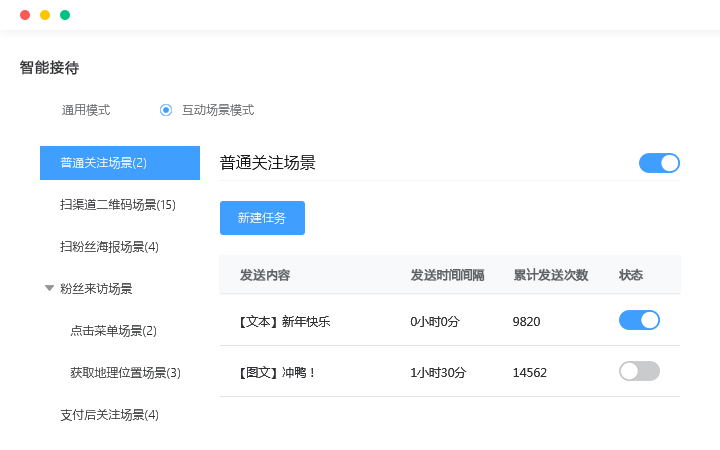 智能接待
通用模式 互动场景模式
普通关注场景(2)
扫渠道二维码场景(15)
扫粉丝海报场景(4)
粉丝来访场景
点击菜单场景(2)
获取地理位置场景(3)
支付后关注场景(4)
普通关注场景
新建任务
发送内容 发送时间间隔 累计发送次数 状态
【文本】新年快乐 0小时0分 9820
【图文】冲鸭！ 1小时30分 14562